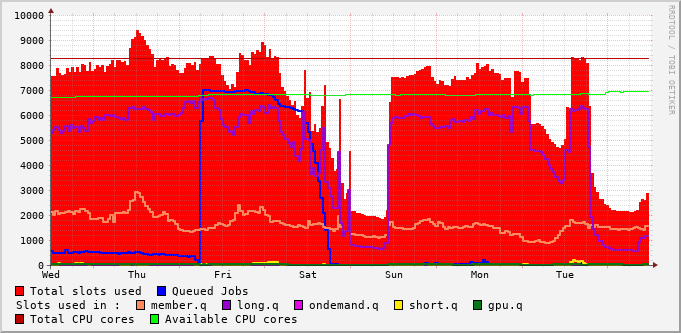 10000
9000
8000
7000
6000
5000
4000
3000
2000
1000
0
Wed Thu Fri Sat Sun Mon Tue
RRDTOOL / TOBI OETIKER
Total slots used Queued Jobs
Slots used in : member.q long.q ondemand.q short.q gpu.q
Total CPU cores Available CPU cores